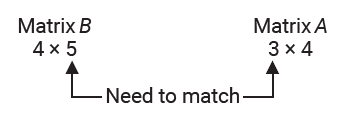 Matrix B Matrix A
4 × 5 3 × 4
Need to match